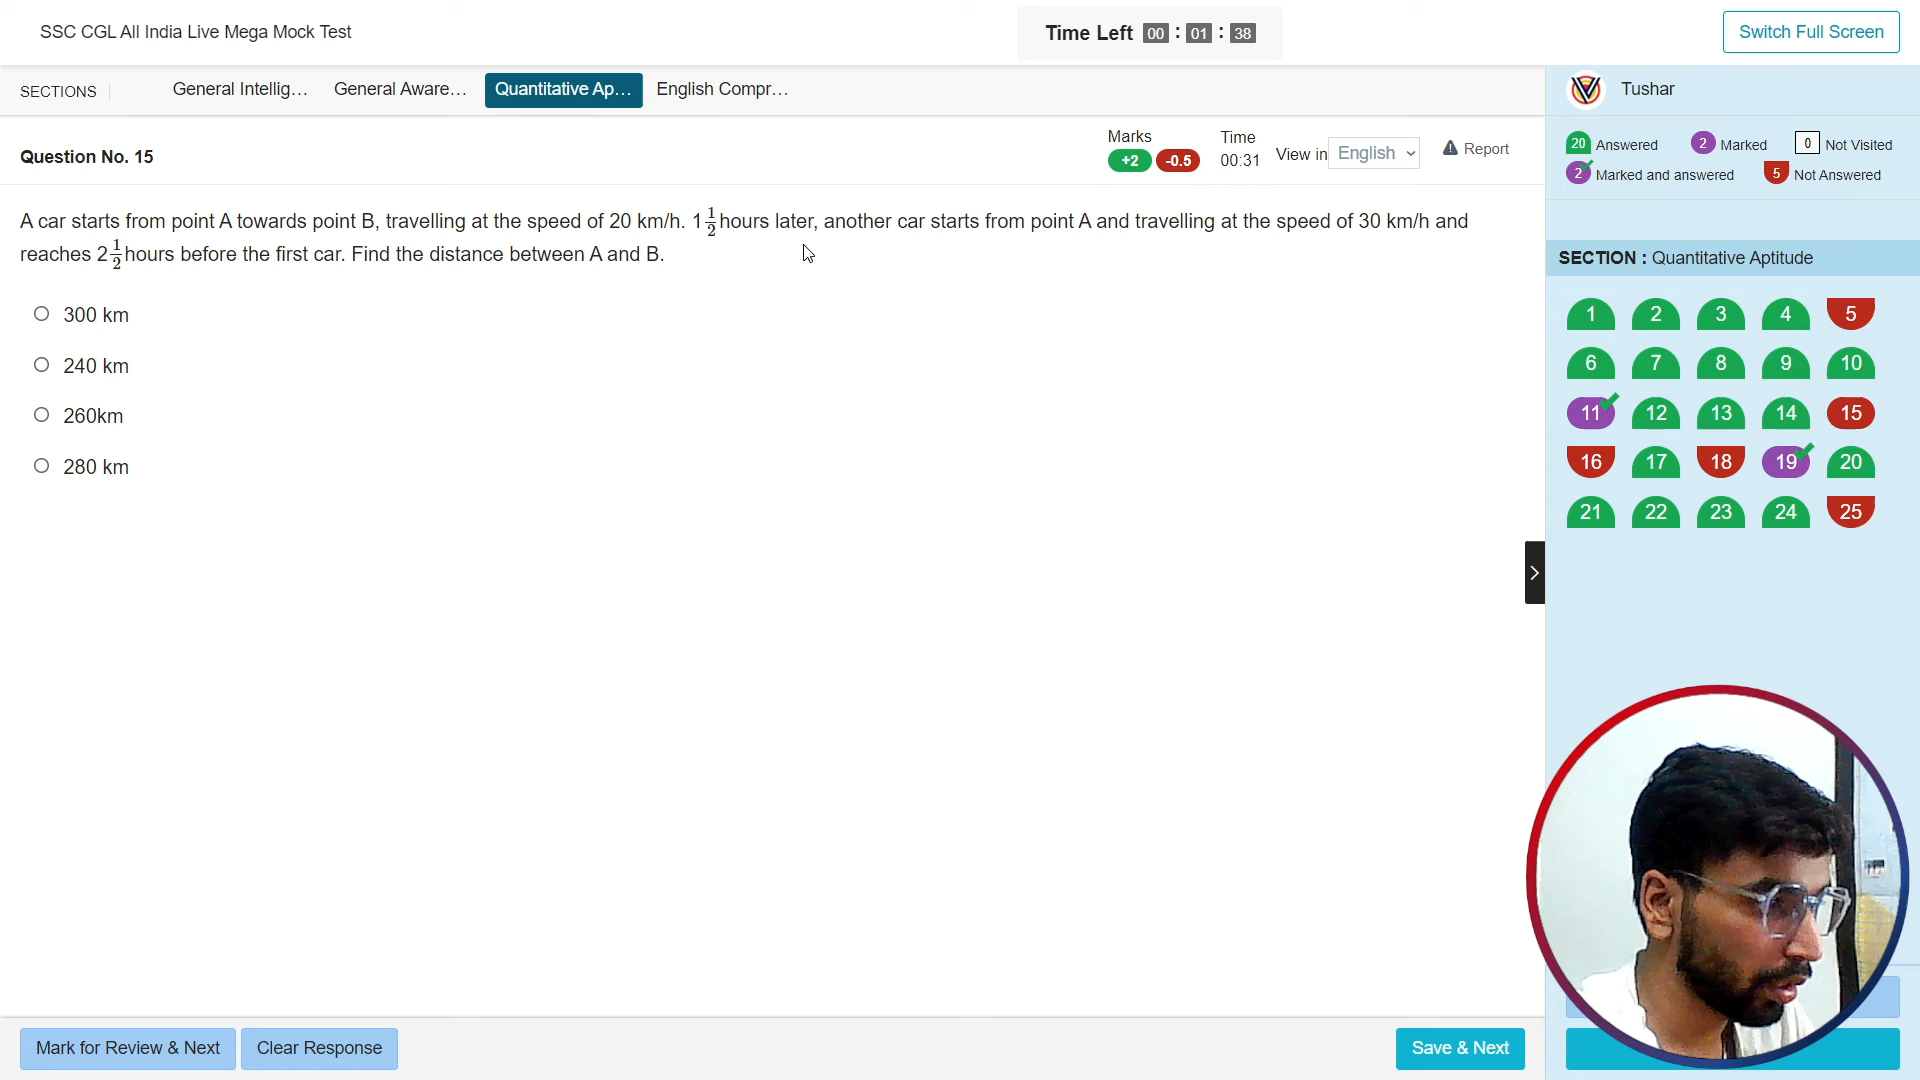 SSC CGL All India Live Mega Mock Test
Time Left 00 : 01 : 38
Switch Full Screen
SECTIONS
General Intellig...
General Aware...
Quantitative Ap...
English Compr...
Tushar
Question No. 15
Marks
+2 -0.5
Time
00:31
View in English
Report
20 Answered
2 Marked
0 Not Visited
2 Marked and answered
5 Not Answered
A car starts from point A towards point B, travelling at the speed of 20 km/h. 1 1/2 hours later, another car starts from point A and travelling at the speed of 30 km/h and
reaches 2 1/2 hours before the first car. Find the distance between A and B.
300 km
240 km
260km
280 km
SECTION : Quantitative Aptitude
1 2 3 4 5
6 7 8 9 10
11 12 13 14 15
16 17 18 19 20
21 22 23 24 25
Mark for Review & Next
Clear Response
Save & Next